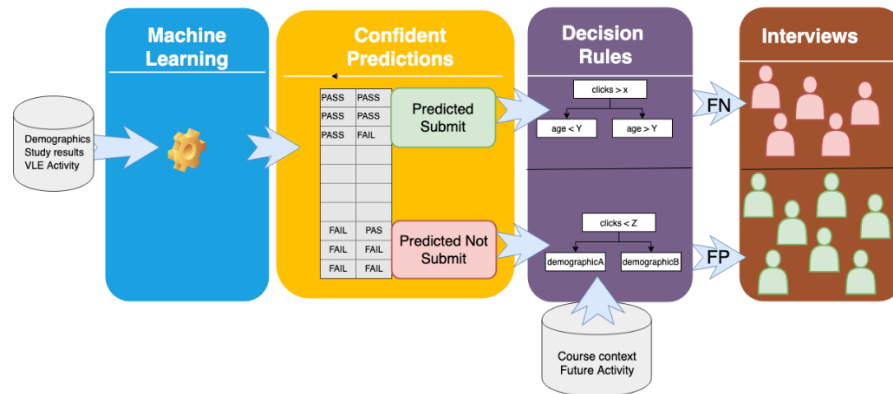 Machine
Learning
Confident
Predictions
Decision
Rules
Interviews
Demographics
Study results
VLE Activity
PASS PASS
PASS PASS
PASS FAIL
FAIL PAS
FAIL FAIL
FAIL FAIL
Predicted
Submit
Predicted Not
Submit
clicks > x
age < Y age > Y
clicks < Z
demographicA demographicB
FN
FP
Course context
Future Activity